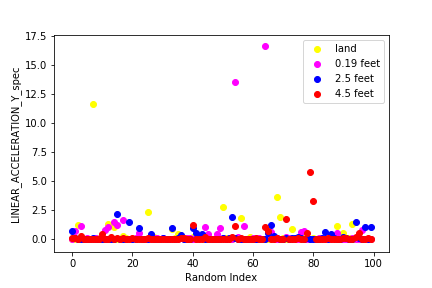 17.5
15.0
12.5
10.0
7.5
5.0
2.5
0.0
LINEAR_ACCELERATION_Y_spec
land
0.19 feet
2.5 feet
4.5 feet
0
20
40
60
80
100
Random Index